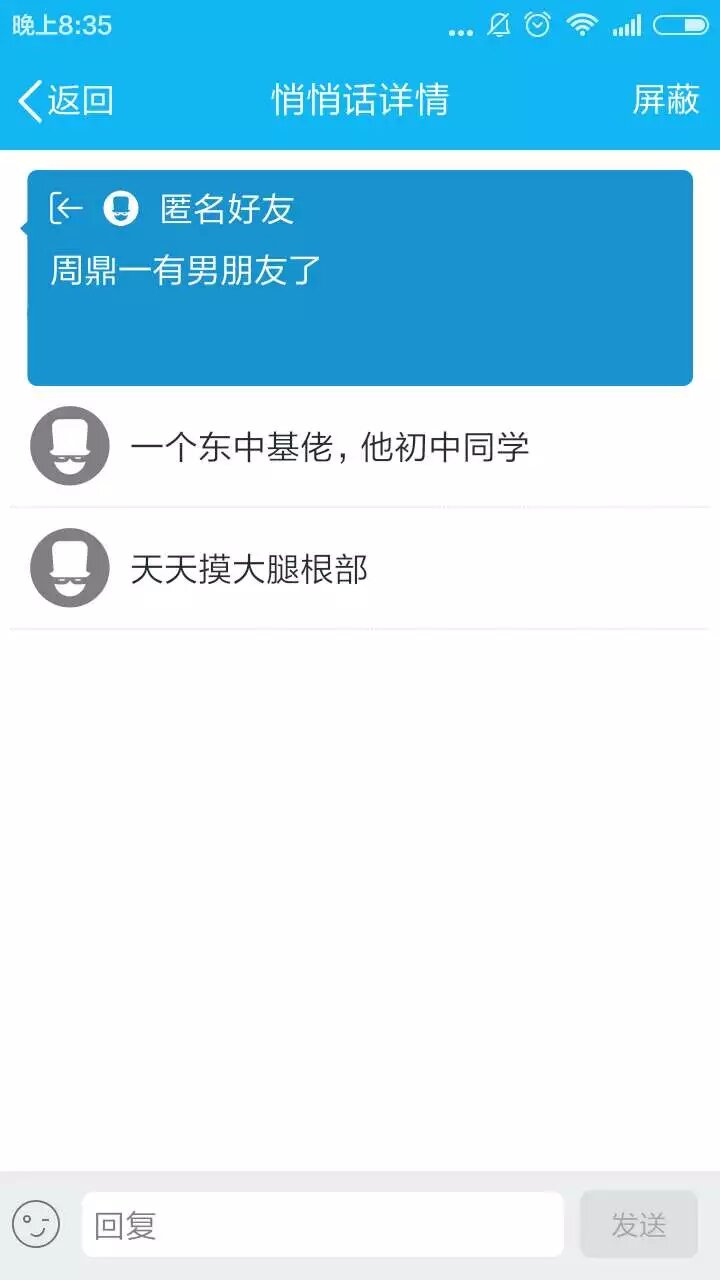 晚上8:35
返回
悄悄话详情
屏蔽
匿名好友
周鼎一有男朋友了
一个东中基佬，他初中同学
天天摸大腿根部
回复
发送